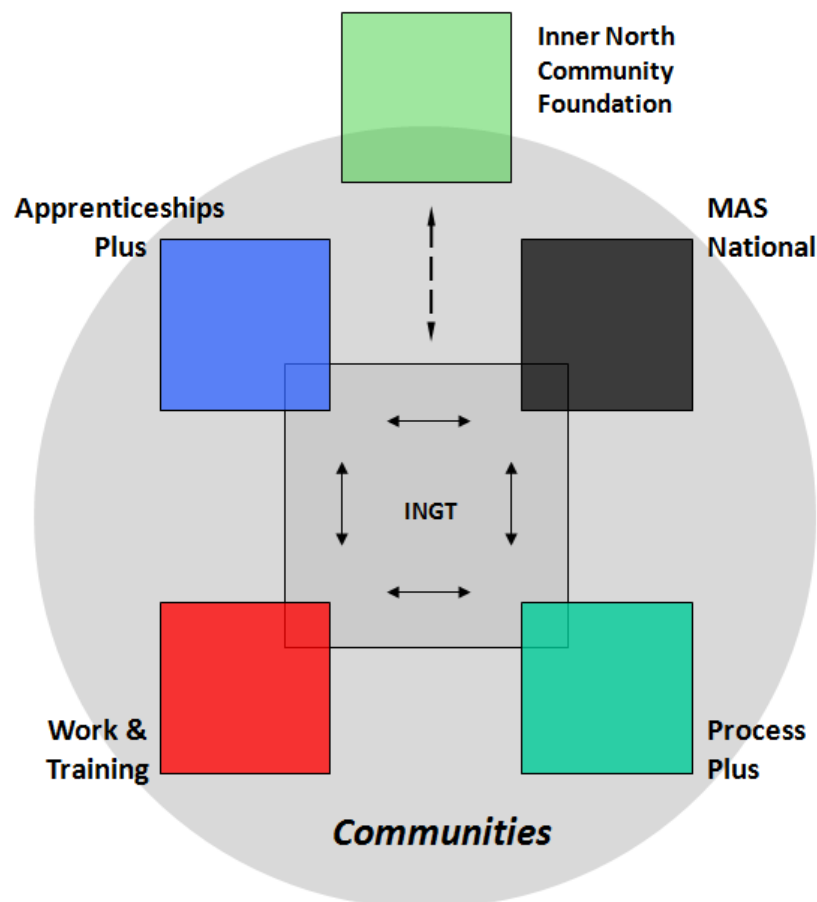 Inner North
Community
Foundation
Apprenticeships
Plus
MAS
National
INGT
Work &
Training
Process
Plus
Communities